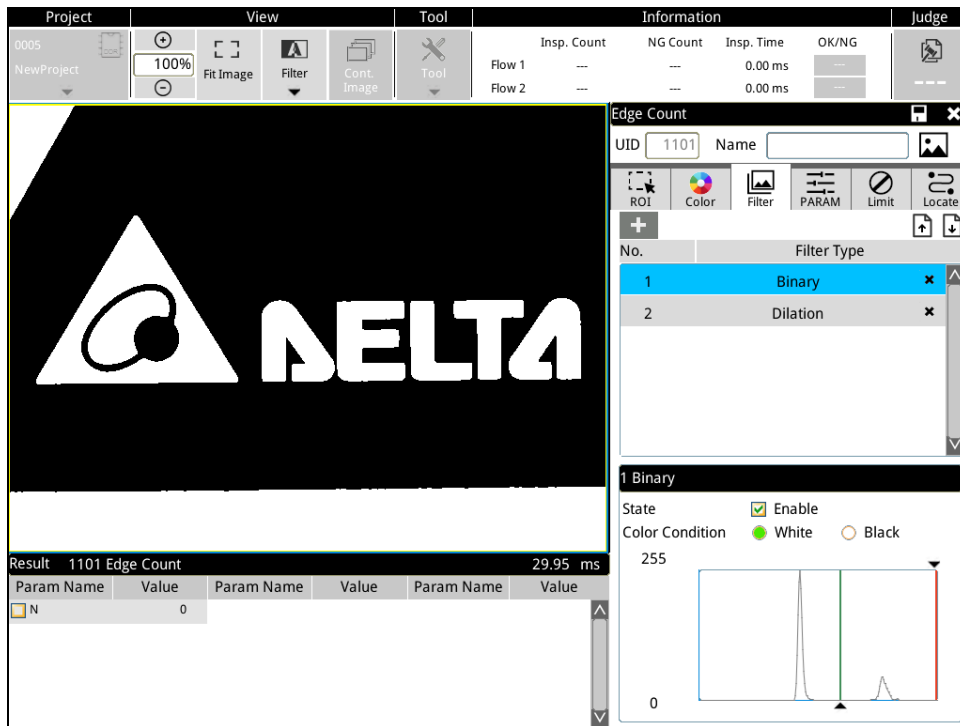 Project View Tool Information Judge
0005
NewProject
100%
Fit Image
Filter
Cont. Image
Tool
Insp. Count NG Count Insp. Time OK/NG
Flow 1 --- --- 0.00 ms ---
Flow 2 --- --- 0.00 ms ---
---
Edge Count
UID 1101 Name
ROI Color Filter PARAM Limit Locate
No. Filter Type
1 Binary
2 Dilation
DELTA
1 Binary
State Enable
Color Condition White Black
255
0
Result 1101 Edge Count 29.95 ms
Param Name Value Param Name Value Param Name Value
N 0